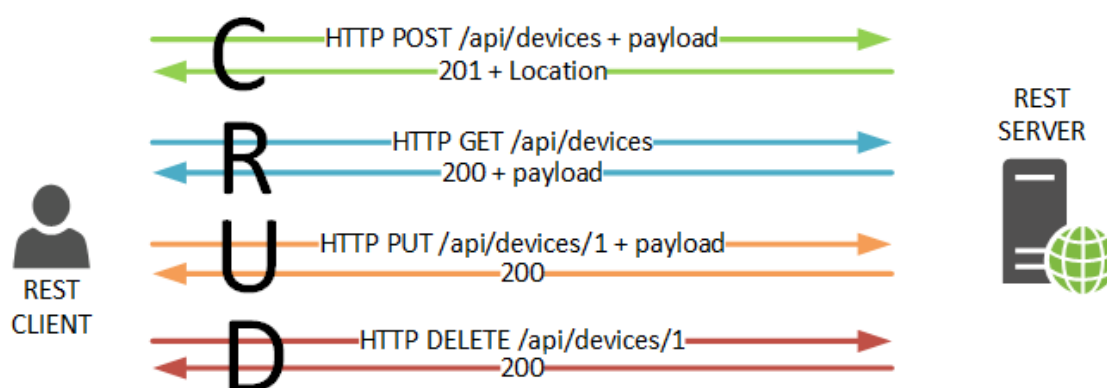 C
HTTP POST /api/devices + payload
201 + Location
R
HTTP GET /api/devices
200 + payload
U
HTTP PUT /api/devices/1 + payload
200
D
HTTP DELETE /api/devices/1
200
REST
CLIENT
REST
SERVER